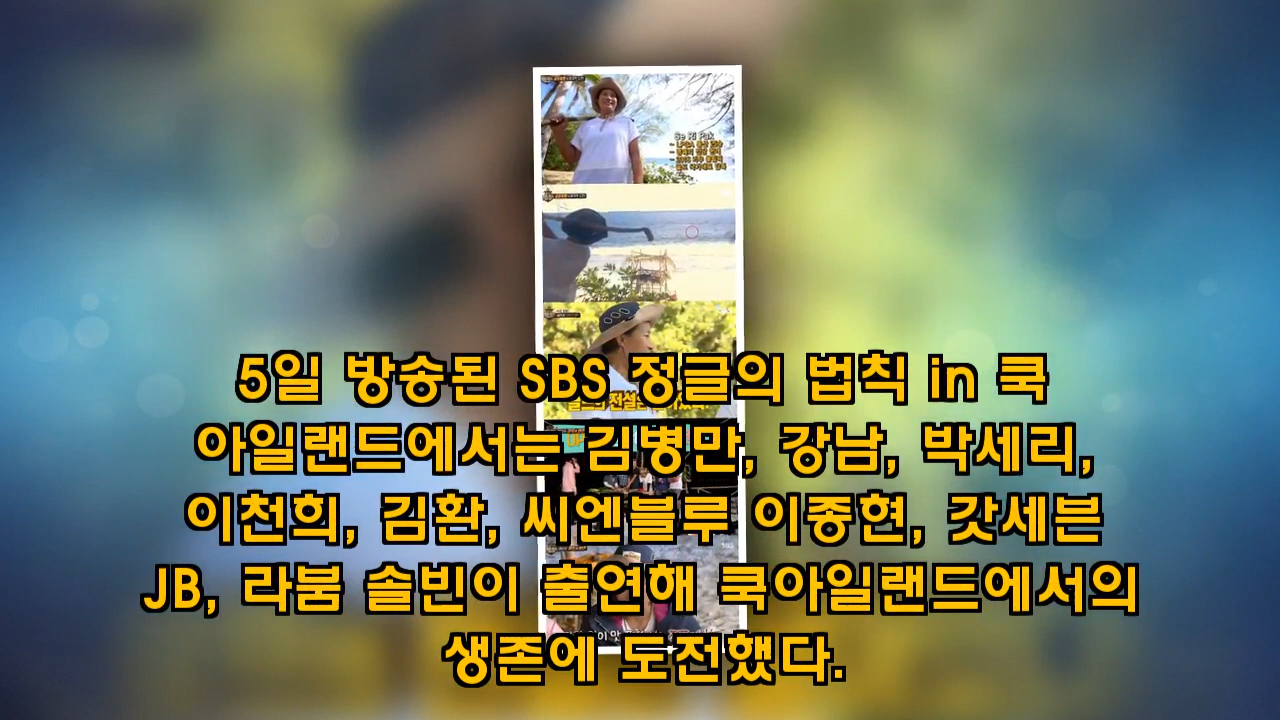 Se Ri Pak
5일 방송된 SBS 정글의 법칙 in 쿡
아일랜드에서는 김병만, 강남, 박세리,
이천희, 김환, 씨엔블루 이종현, 갓세븐
JB, 라붐 솔빈이 출연해 쿡아일랜드에서의
생존에 도전했다.